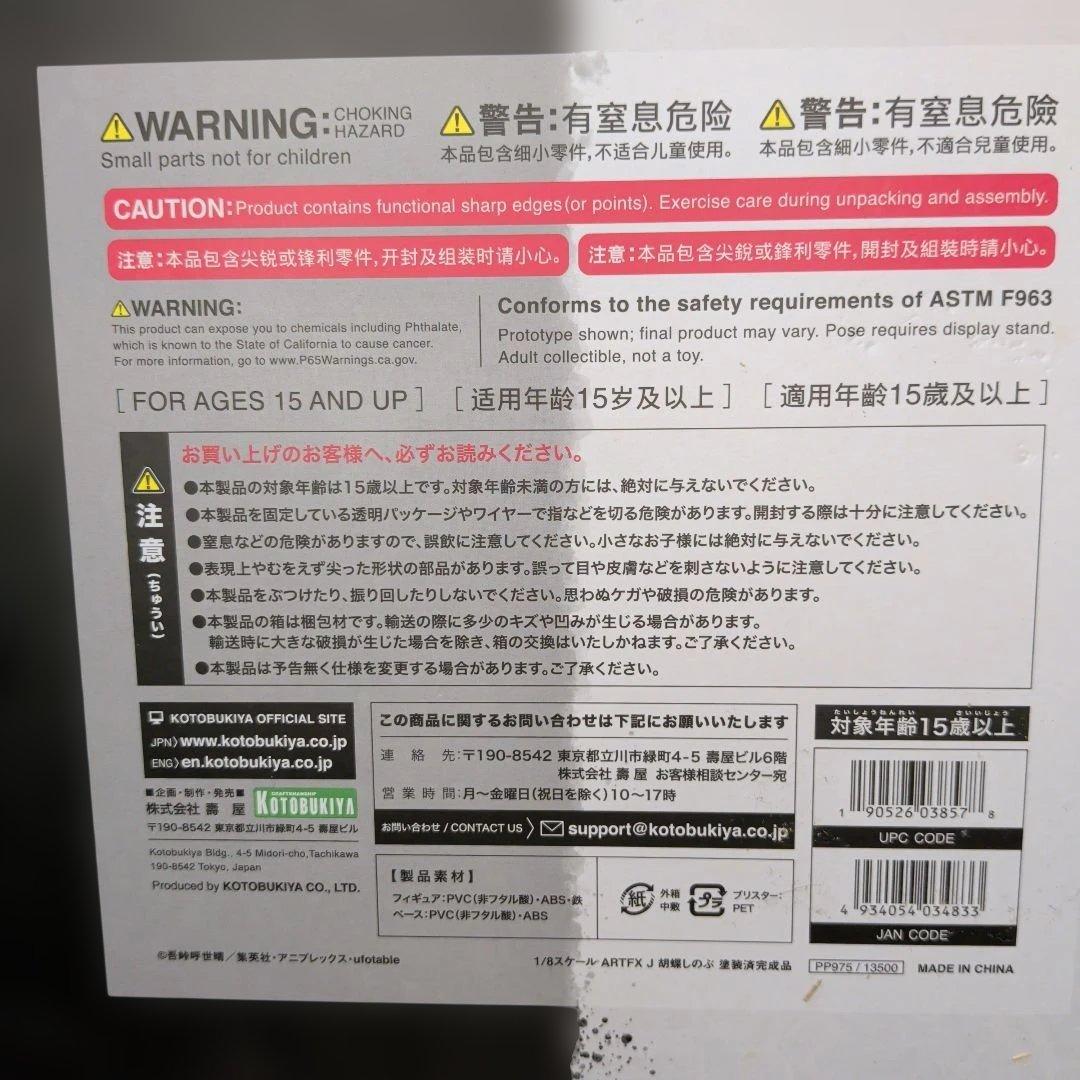 ⚠WARNING: CHOKING HAZARD
Small parts not for children
⚠警告:有窒息危险
本品包含细小零件,不适合儿童使用。
⚠警告:有窒息危險
本品包含細小零件,不適合兒童使用。
CAUTION:Product contains functional sharp edges(or points). Exercise care during unpacking and assembly.
注意:本品包含尖锐或锋利零件,开封及组装时请小心。
注意:本品包含尖銳或鋒利零件,開封及組裝時請小心。
⚠WARNING:
This product can expose you to chemicals including Phthalate,
which is known to the State of California to cause cancer.
For more information, go to www.P65Warnings.ca.gov.
Conforms to the safety requirements of ASTM F963
Prototype shown; final product may vary. Pose requires display stand.
Adult collectible, not a toy.
[FOR AGES 15 AND UP] [适用年龄15岁及以上] [適用年齡15歲及以上]
⚠注意(ちゅうい)
お買い上げのお客様へ、必ずお読みください。
●本製品の対象年齢は15歳以上です。対象年齢未満の方には、絶対に与えないでください。
●本製品を固定している透明パッケージやワイヤーで指などを切る危険があります。開封する際は十分に注意してください。
●窒息などの危険がありますので、誤飲に注意してください。小さなお子様には絶対に与えないでください。
●表現上やむをえず尖った形状の部品があります。誤って目や皮膚などを刺さないように注意してください。
●本製品をぶつけたり、振り回したりしないでください。思わぬケガや破損の危険があります。
●本製品の箱は梱包材です。輸送の際に多少のキズや凹みが生じる場合があります。
輸送時に大きな破損が生じた場合を除き、箱の交換はいたしかねます。ご了承ください。
●本製品は予告無く仕様を変更する場合があります。ご了承ください。
KOTOBUKIYA OFFICIAL SITE
JPN〉www.kotobukiya.co.jp
ENG〉en.kotobukiya.co.jp
■企画・制作・発売■
株式会社 壽 屋
CRAFTSMANSHIP
KOTOBUKIYA
〒190-8542 東京都立川市緑町4-5 壽屋ビル
Kotobukiya Bldg., 4-5 Midori-cho,Tachikawa
190-8542 Tokyo, Japan
Produced by KOTOBUKIYA CO., LTD.
この商品に関するお問い合わせは下記にお願いいたします
連絡先:〒190-8542 東京都立川市緑町4-5 壽屋ビル6階
株式会社 壽 屋 お客様相談センター宛
営業時間:月〜金曜日(祝日を除く)10〜17時
お問い合わせ/CONTACT US 〉support@kotobukiya.co.jp
【製品素材】
フィギュア:PVC(非フタル酸)・ABS・鉄
ベース:PVC(非フタル酸)・ABS
紙 外箱
中敷
プラ ブリスター:
PET
たいしょうねんれい さいいじょう
対象年齢15歳以上
1 90526 03857 8
UPC CODE
4 934054 034833
JAN CODE
©吾峠呼世晴/集英社・アニプレックス・ufotable
1/8スケール ARTFX J 胡蝶しのぶ 塗装済完成品
PP975/13500
MADE IN CHINA